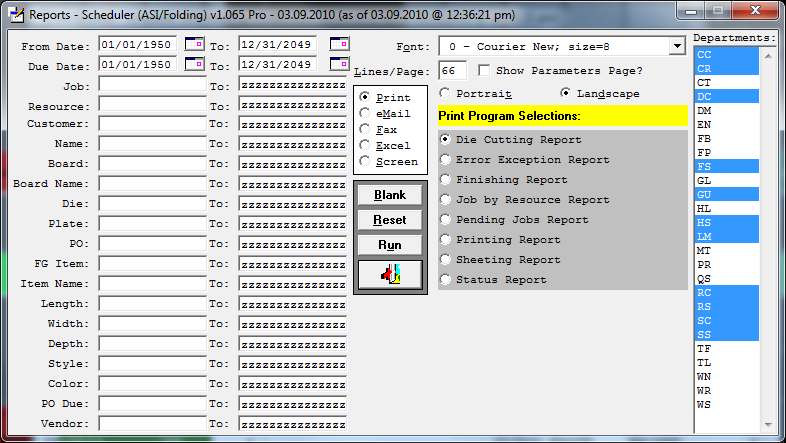 Reports - Scheduler (ASI/Folding) v1.065 Pro - 03.09.2010 (as of 03.09.2010 @ 12:36:21 pm)
From Date: 01/01/1950 To: 12/31/2049
Due Date: 01/01/1950 To: 12/31/2049
Job: To: zzzzzzzzzzzzzzz
Resource: To: zzzzzzzzzzzzzzz
Customer: To: zzzzzzzzzzzzzzz
Name: To: zzzzzzzzzzzzzzz
Board: To: zzzzzzzzzzzzzzz
Board Name: To: zzzzzzzzzzzzzzz
Die: To: zzzzzzzzzzzzzzz
Plate: To: zzzzzzzzzzzzzzz
PO: To: zzzzzzzzzzzzzzz
FG Item: To: zzzzzzzzzzzzzzz
Item Name: To: zzzzzzzzzzzzzzz
Length: To: zzzzzzzzzzzzzzz
Width: To: zzzzzzzzzzzzzzz
Depth: To: zzzzzzzzzzzzzzz
Style: To: zzzzzzzzzzzzzzz
Color: To: zzzzzzzzzzzzzzz
PO Due: To: zzzzzzzzzzzzzzz
Vendor: To: zzzzzzzzzzzzzzz
Font: 0 - Courier New; size=8
Lines/Page: 66 Show Parameters Page?
Portrait Landscape
Print
eMail
Fax
Excel
Screen
Blank
Reset
Run
Print Program Selections:
Die Cutting Report
Error Exception Report
Finishing Report
Job by Resource Report
Pending Jobs Report
Printing Report
Sheeting Report
Status Report
Departments:
CC
CR
CT
DC
DM
EN
FB
FP
FS
GL
GU
HL
HS
LM
MT
PR
QS
RC
RS
SC
SS
TF
TL
WN
WR
WS